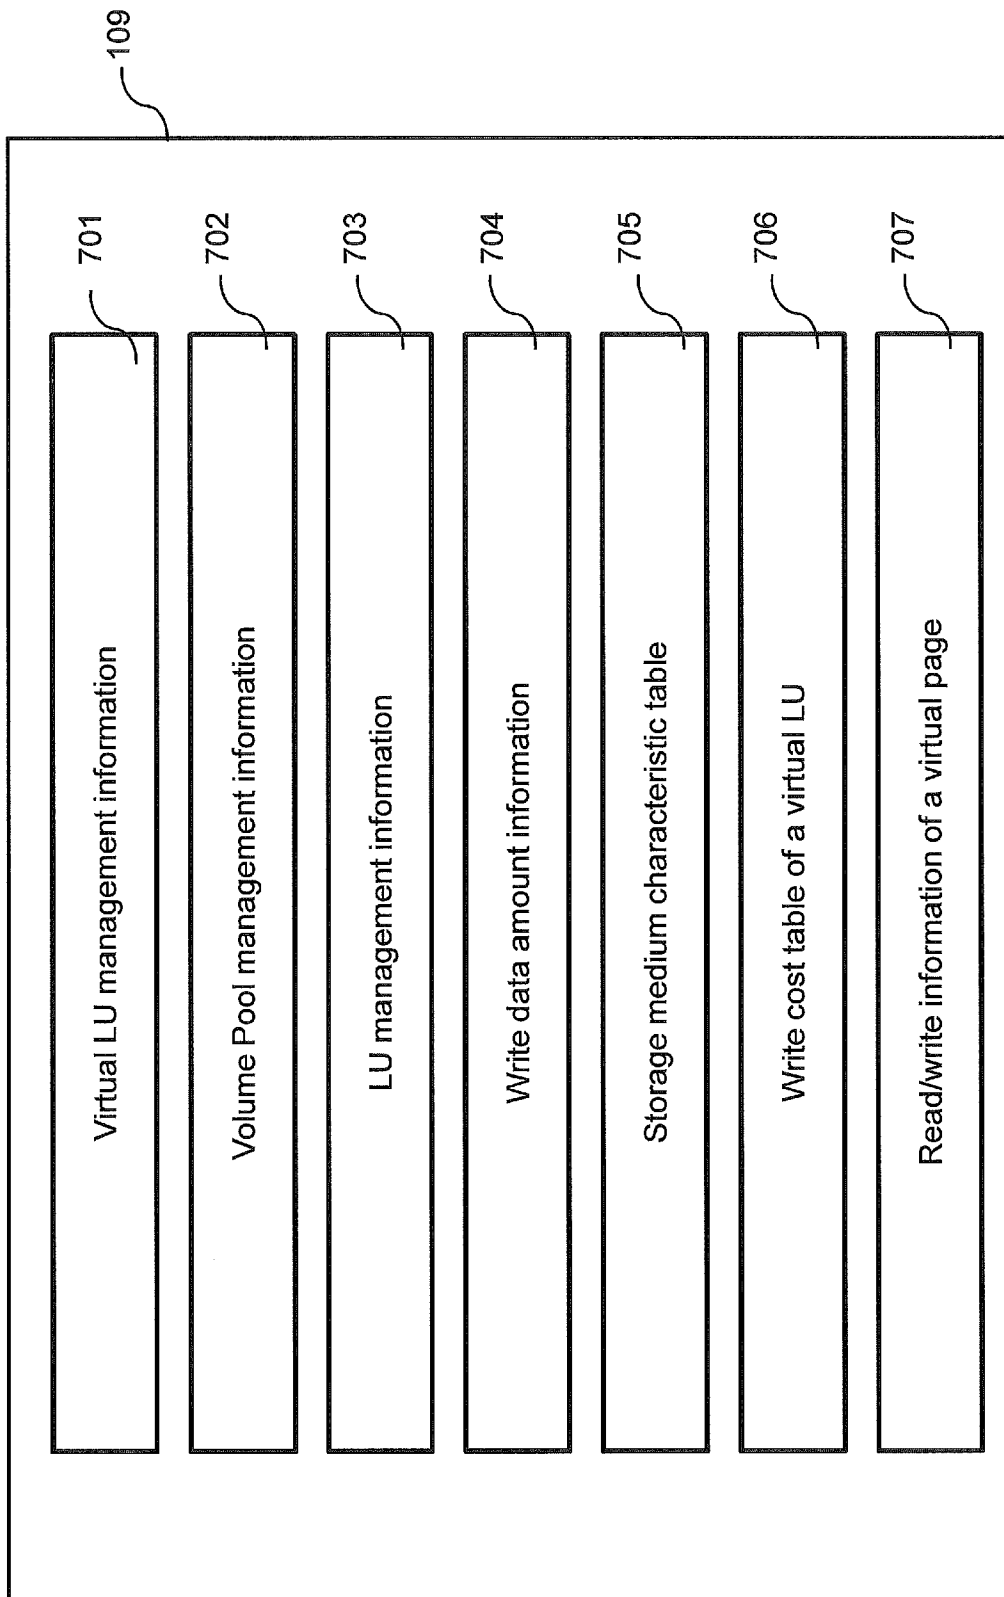 109
Virtual LU management information
701
Volume Pool management information
702
LU management information
703
Write data amount information
704
Storage medium characteristic table
705
Write cost table of a virtual LU
706
Read/write information of a virtual page
707